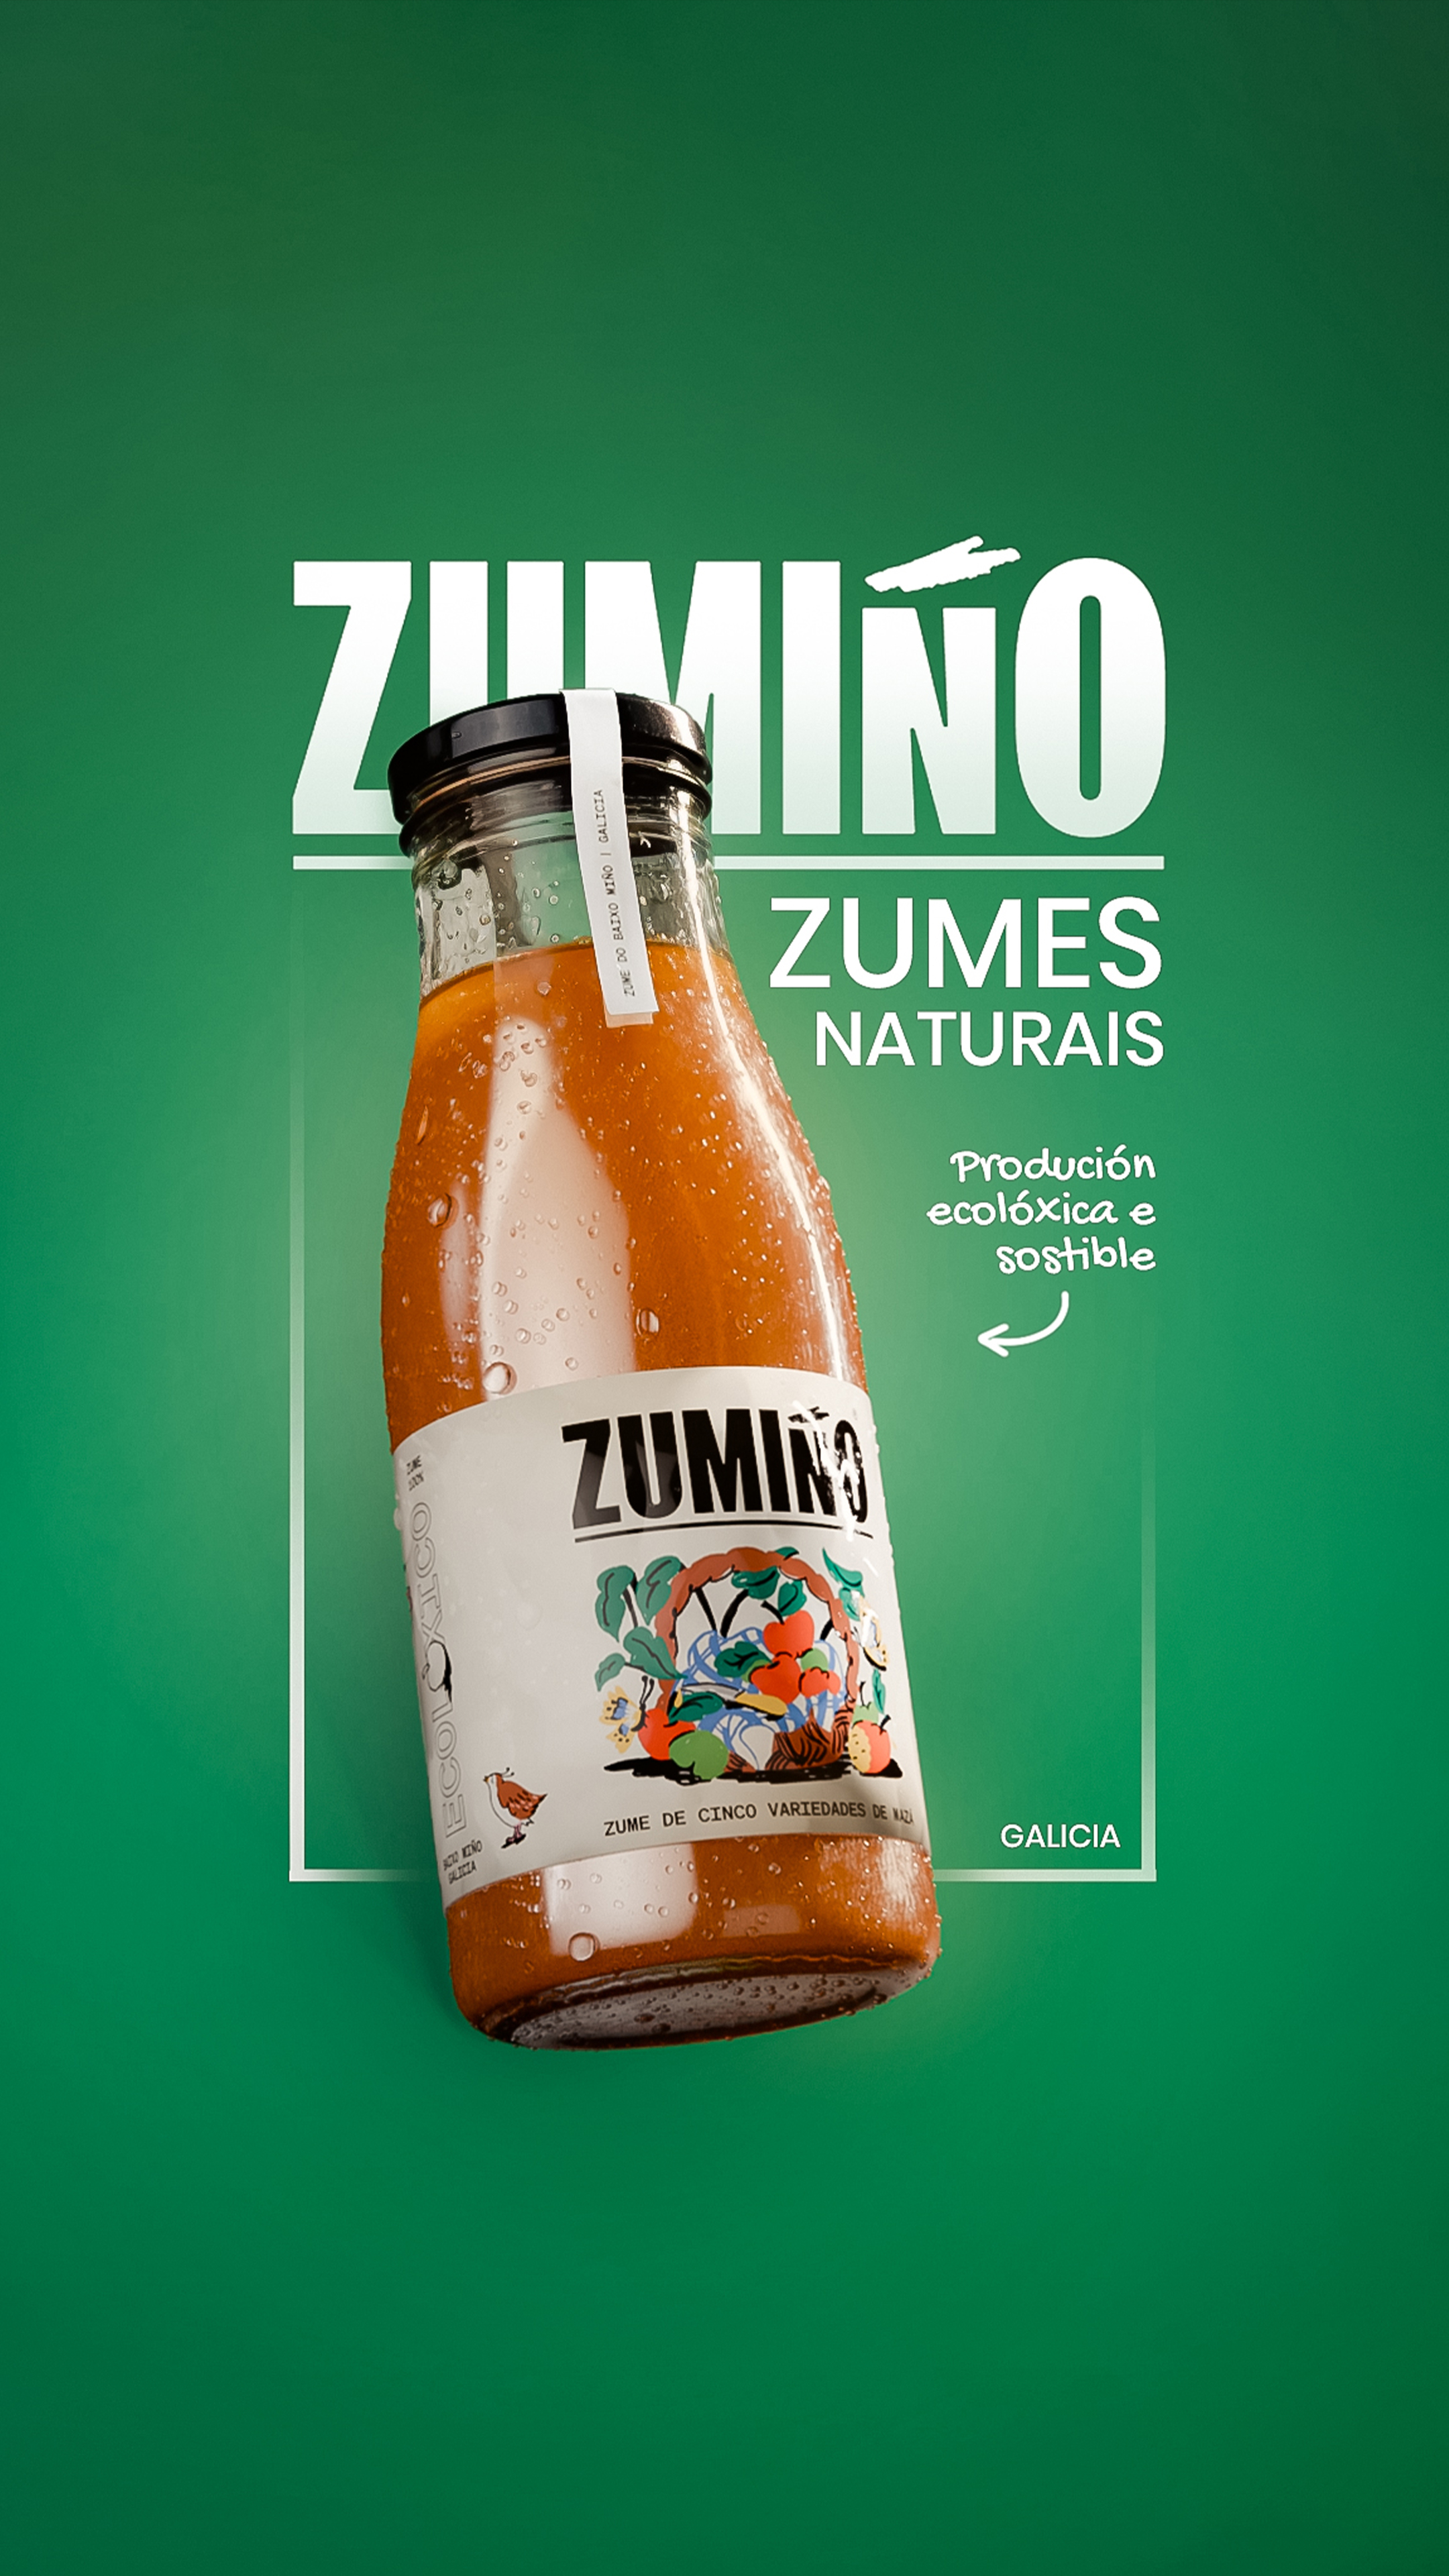 ZUMIÑO
ZUMES
NATURAIS
Produción
ecolóxica e
sostible
ZUME DO BAIXO MIÑO | GALICIA
ZUMIÑO
ZUME
100%
ECOLÓXICO
BAIXO MIÑO
GALICIA
ZUME DE CINCO VARIEDADES DE MAZÁ
GALICIA